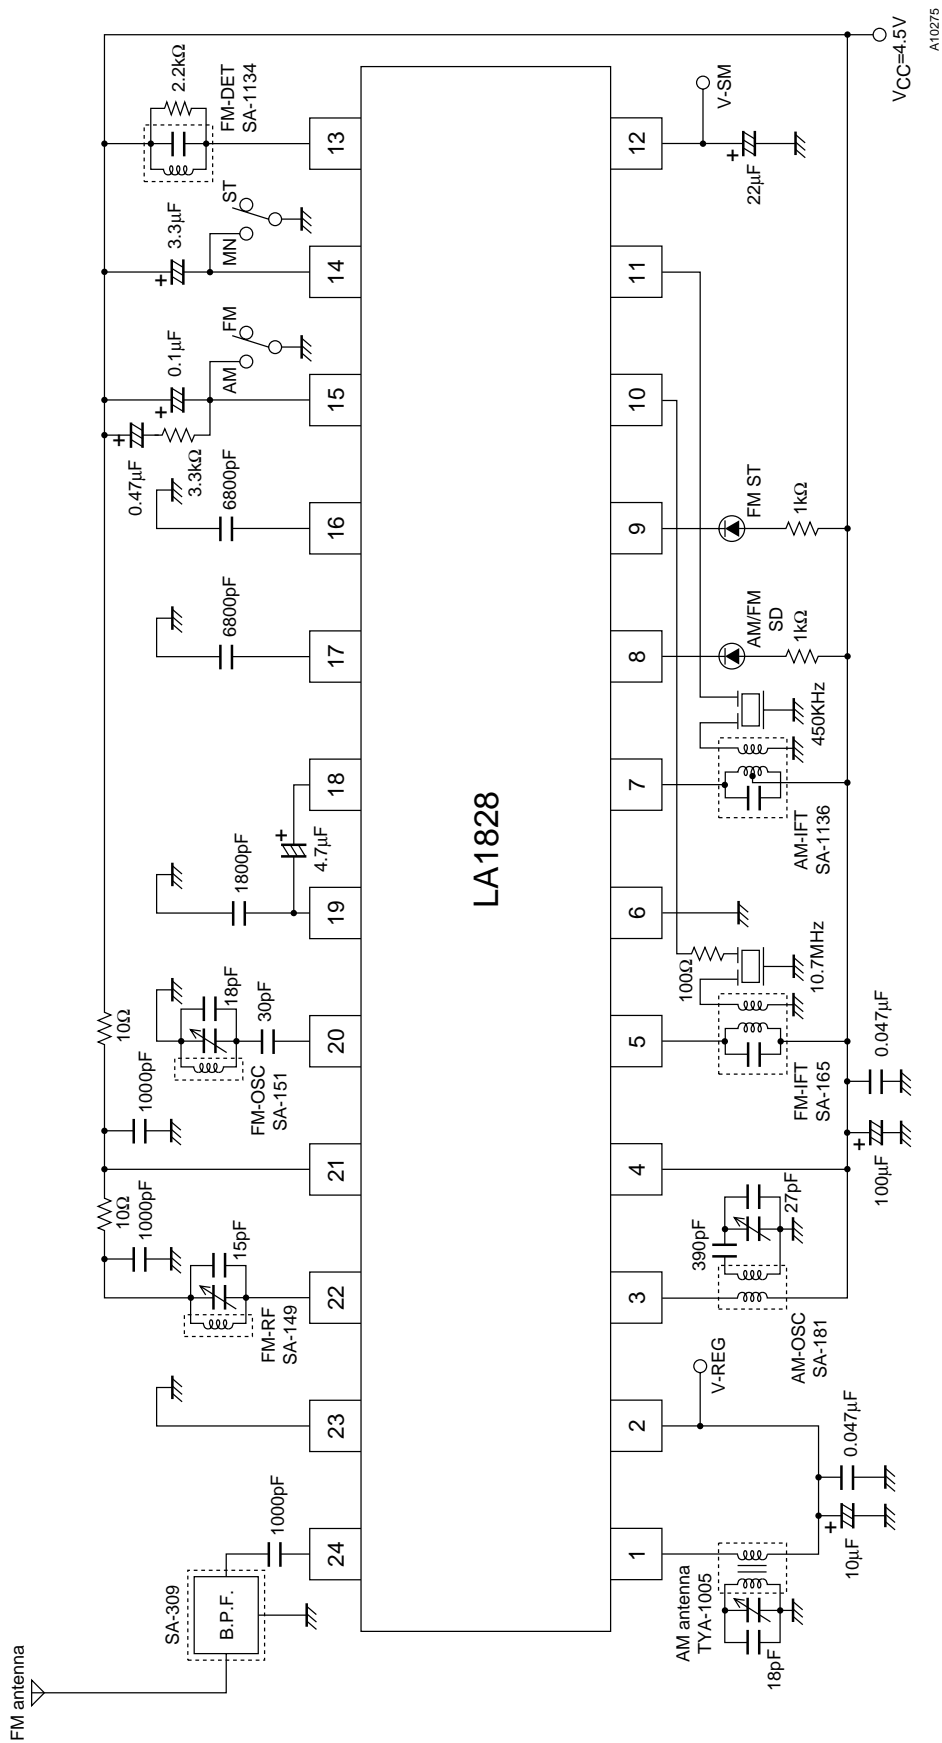 FM antenna
SA-309
B.P.F.
1000pF
1000pF
10Ω
15pF
FM-RF
SA-149
1000pF
10Ω
18pF
30pF
FM-OSC
SA-151
1800pF
4.7µF
+
6800pF
6800pF
+
0.47µF
3.3kΩ
+
0.1µF
AM
FM
+
3.3µF
MN
ST
2.2kΩ
FM-DET
SA-1134
24
23
22
21
20
19
18
17
16
15
14
13
LA1828
1
2
3
4
5
6
7
8
9
10
11
12
AM antenna
TYA-1005
18pF
+
10µF
0.047µF
V-REG
AM-OSC
SA-181
390pF
27pF
+
100µF
0.047µF
FM-IFT
SA-165
100Ω
10.7MHz
AM-IFT
SA-1136
450KHz
AM/FM
SD
1kΩ
FM ST
1kΩ
+
22µF
V-SM
VCC=4.5V
A10275